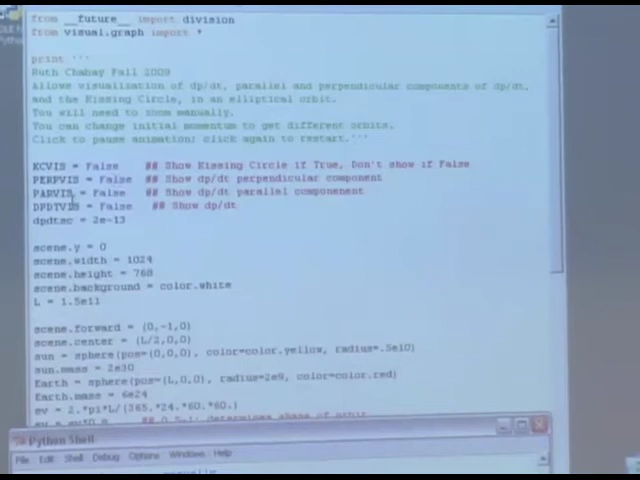 from __future__ import division
from visual.graph import *
print '''
Ruth Chabay Fall 2009
Allows visualization of dp/dt, parallel and perpendicular components of dp/dt,
and the Kissing Circle, in an elliptical orbit.
You will need to zoom manually.
You can change initial momentum to get different orbits.
Click to pause animation; click again to restart.'''
KCVIS = False ## Show Kissing Circle if True, Don't show if False
PERPVIS = False ## Show dp/dt perpendicular component
PARVIS = False ## Show dp/dt parallel componenent
DPDTVIS = False ## Show dp/dt
dpdtsc = 2e-13
scene.y = 0
scene.width = 1024
scene.height = 768
scene.background = color.white
L = 1.5e11
scene.forward = (0,-1,0)
scene.center = (L/2,0,0)
sun = sphere(pos=(0,0,0), color=color.yellow, radius=.5e10)
sun.mass = 2e30
Earth = sphere(pos=(L,0,0), radius=2e9, color=color.red)
Earth.mass = 6e24
ev = 2.*pi*L/(365.*24.*60.*60.)
determines shape of orbit
Python Shell
File Edit Shell Debug Options Windows Help
manually